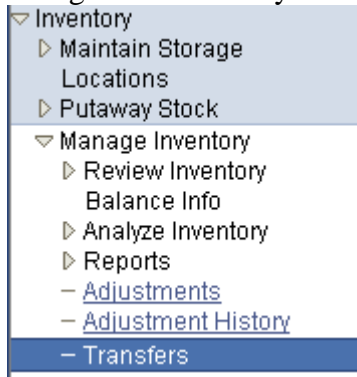 Inventory
Maintain Storage
Locations
Putaway Stock
Manage Inventory
Review Inventory
Balance Info
Analyze Inventory
Reports
– Adjustments
– Adjustment History
– Transfers